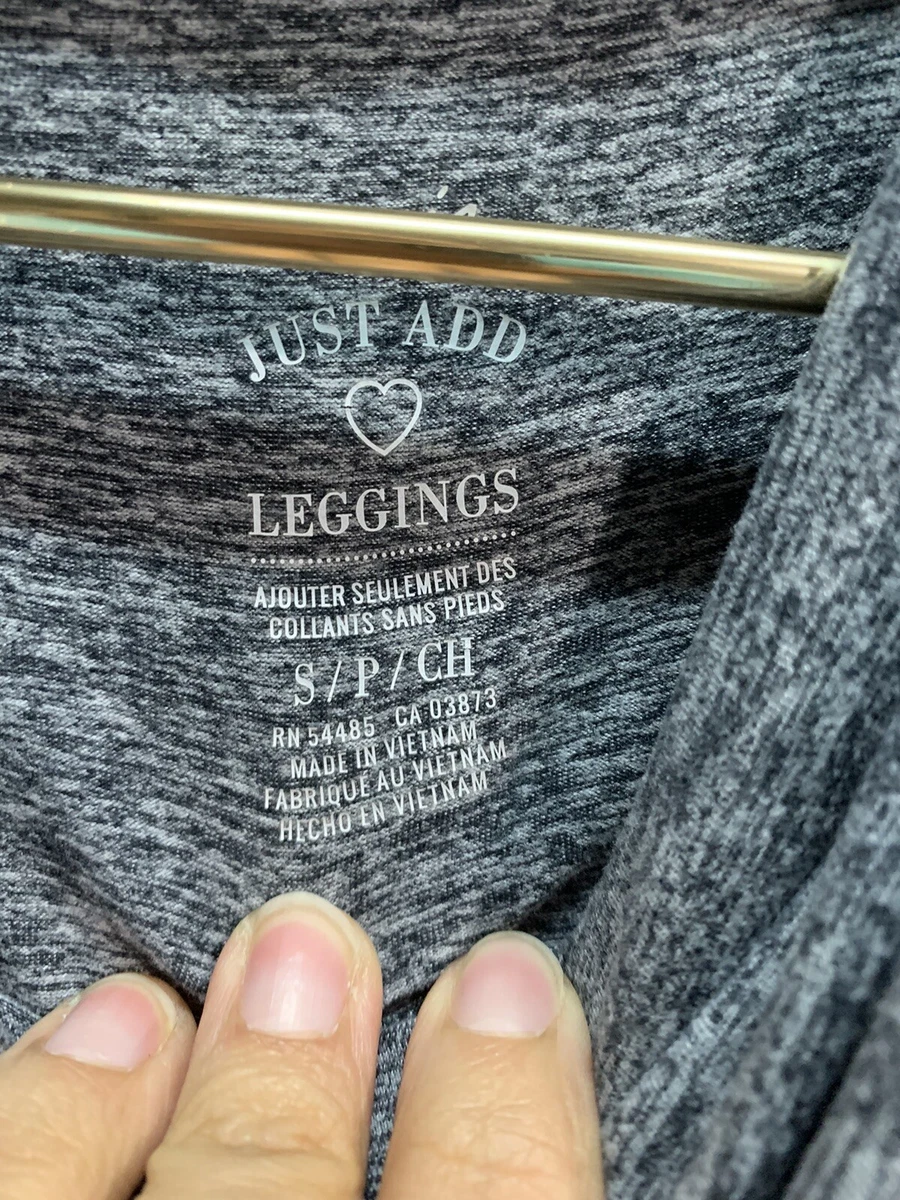 JUST ADD
LEGGINGS
AJOUTER SEULEMENT DES
COLLANTS SANS PIEDS
S / P / CH
RN 54485 CA 03873
MADE IN VIETNAM
FABRIQUÉ AU VIETNAM
HECHO EN VIETNAM